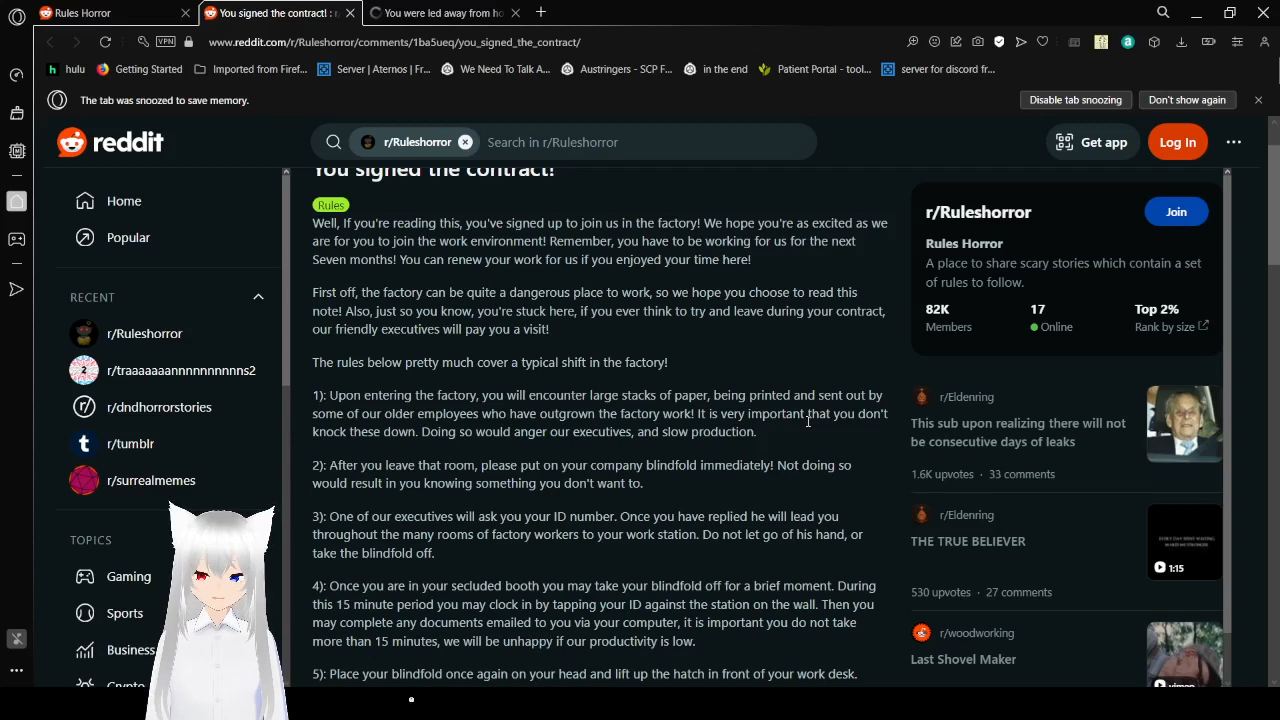 Rules Horror
You signed the contract! : r
You were led away from ho
VPN
www.reddit.com/r/Ruleshorror/comments/1ba5ueq/you_signed_the_contract/
hulu
Getting Started
Imported from Firef...
Server | Aternos | Fr...
We Need To Talk A...
Austringers - SCP F...
in the end
Patient Portal - tool...
server for discord fr...
The tab was snoozed to save memory.
Disable tab snoozing
Don't show again
reddit
r/Ruleshorror
Search in r/Ruleshorror
Get app
Log In
Home
Popular
RECENT
r/Ruleshorror
r/traaaaaaannnnnnnnnns2
r/dndhorrorstories
r/tumblr
r/surrealmemes
TOPICS
Gaming
Sports
Business
Crypto
You signed the contract!
Rules
Well, If you're reading this, you've signed up to join us in the factory! We hope you're as excited as we
are for you to join the work environment! Remember, you have to be working for us for the next
Seven months! You can renew your work for us if you enjoyed your time here!
First off, the factory can be quite a dangerous place to work, so we hope you choose to read this
note! Also, just so you know, you're stuck here, if you ever think to try and leave during your contract,
our friendly executives will pay you a visit!
The rules below pretty much cover a typical shift in the factory!
1): Upon entering the factory, you will encounter large stacks of paper, being printed and sent out by
some of our older employees who have outgrown the factory work! It is very important that you don't
knock these down. Doing so would anger our executives, and slow production.
2): After you leave that room, please put on your company blindfold immediately! Not doing so
would result in you knowing something you don't want to.
3): One of our executives will ask you your ID number. Once you have replied he will lead you
throughout the many rooms of factory workers to your work station. Do not let go of his hand, or
take the blindfold off.
4): Once you are in your secluded booth you may take your blindfold off for a brief moment. During
this 15 minute period you may clock in by tapping your ID against the station on the wall. Then you
may complete any documents emailed to you via your computer, it is important you do not take
more than 15 minutes, we will be unhappy if our productivity is low.
5): Place your blindfold once again on your head and lift up the hatch in front of your work desk.
r/Ruleshorror
Join
Rules Horror
A place to share scary stories which contain a set
of rules to follow.
82K
17
Top 2%
Members
Online
Rank by size
r/Eldenring
This sub upon realizing there will not
be consecutive days of leaks
1.6K upvotes · 33 comments
r/Eldenring
THE TRUE BELIEVER
1:15
530 upvotes · 27 comments
r/woodworking
Last Shovel Maker
vimeo